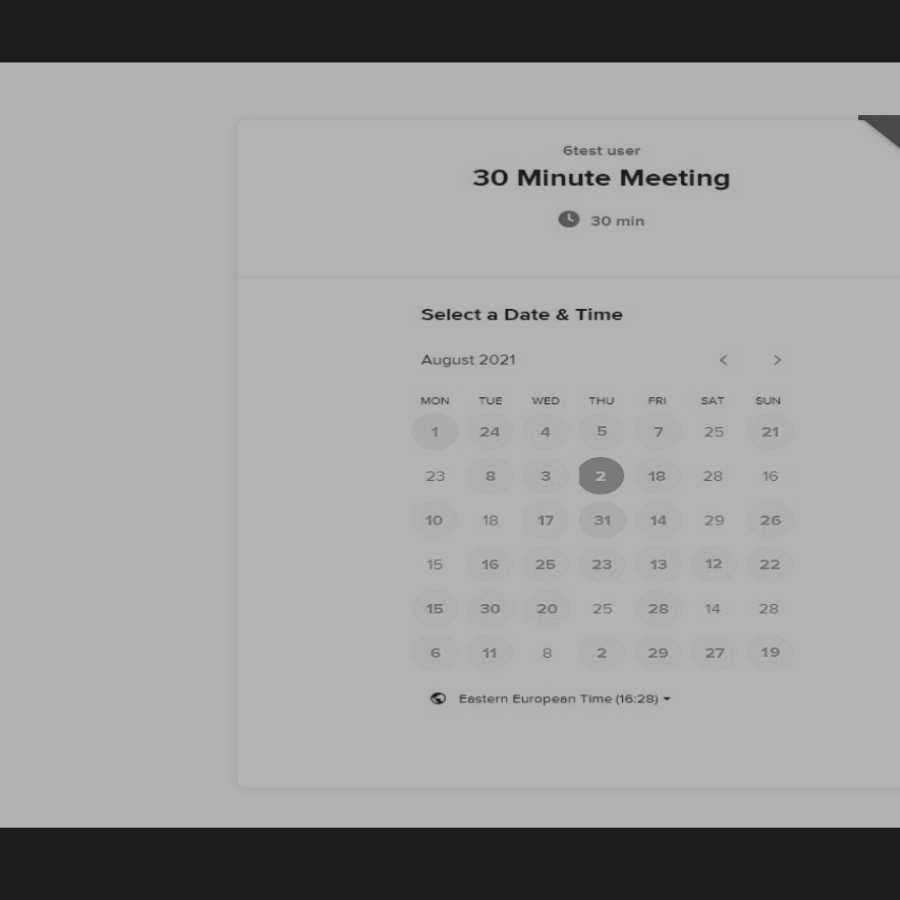 6test user
30 Minute Meeting
30 min
Select a Date & Time
August 2021
MON TUE WED THU FRI SAT SUN
1 24 4 5 7 25 21
23 8 3 2 18 28 16
10 18 17 31 14 29 26
15 16 25 23 13 12 22
15 30 20 25 28 14 28
6 11 8 2 29 27 19
Eastern European Time (16:28)